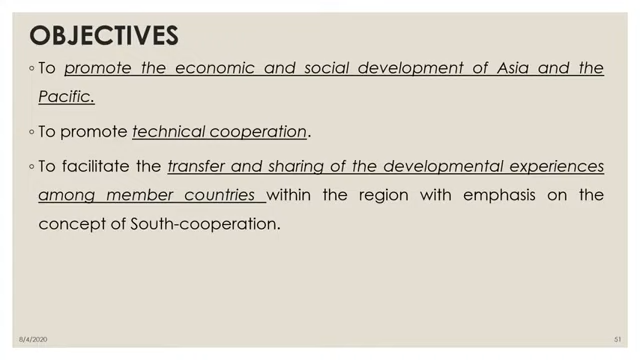 OBJECTIVES
◦ To promote the economic and social development of Asia and the
Pacific.
◦ To promote technical cooperation.
◦ To facilitate the transfer and sharing of the developmental experiences
among member countries within the region with emphasis on the
concept of South-cooperation.
8/4/2020
51